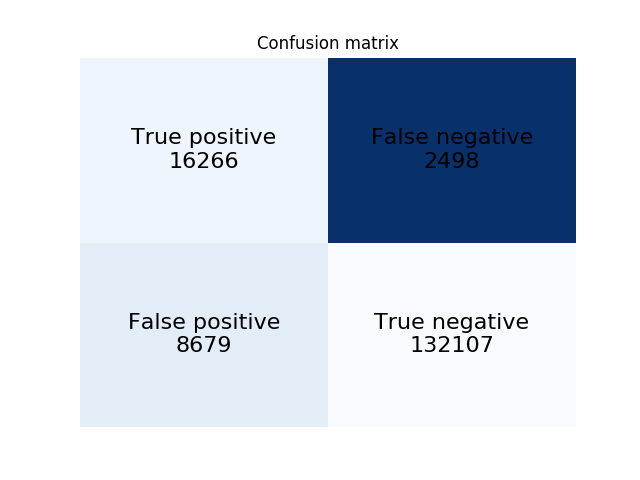 Confusion matrix
True positive
16266
False negative
2498
False positive
8679
True negative
132107